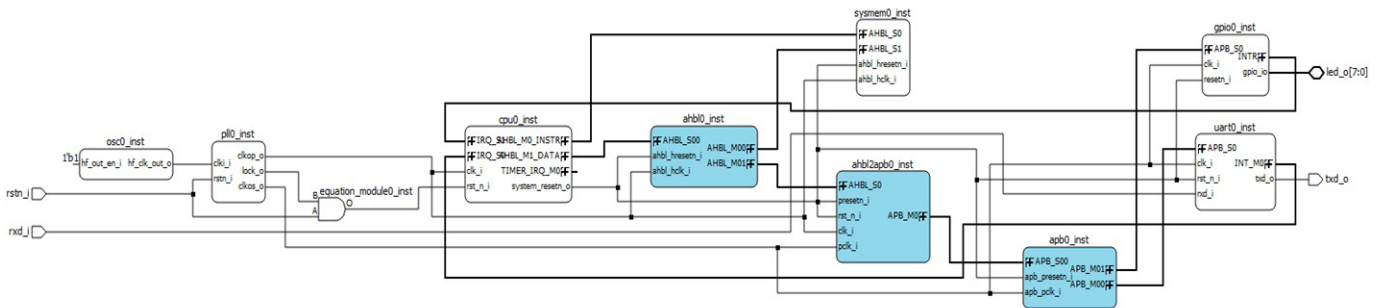 sysmem0_inst
AHBL_S0
AHBL_S1
ahbl_hresetn_i
ahbl_hclk_i
gpio0_inst
APB_S0
INTR
clk_i
gpio_io
resetn_i
led_o[7:0]
osc0_inst
1'b1
hf_out_en_i
hf_clk_out_o
pll0_inst
clkop_o
clki_i
lock_o
rstn_i
clkos_o
rstn_i
rxd_i
equation_module0_inst
B
A
O
cpu0_inst
AHBL_M0_INSTR
AHBL_M1_DATA
clk_i
TIMER_IRQ_M0
rst_n_i
system_resetn_o
ahbl0_inst
AHBL_S00
AHBL_M00
ahbl_hresetn_i
AHBL_M01
ahbl_hclk_i
ahbl2apb0_inst
AHBL_S0
presetn_i
rst_n_i
APB_M0
clk_i
pclk_i
uart0_inst
APB_S0
clk_i
INT_M0
rst_n_i
txd_o
rxd_i
txd_o
apb0_inst
APB_S00
APB_M01
apb_presetn_i
APB_M00
apb_pclk_i